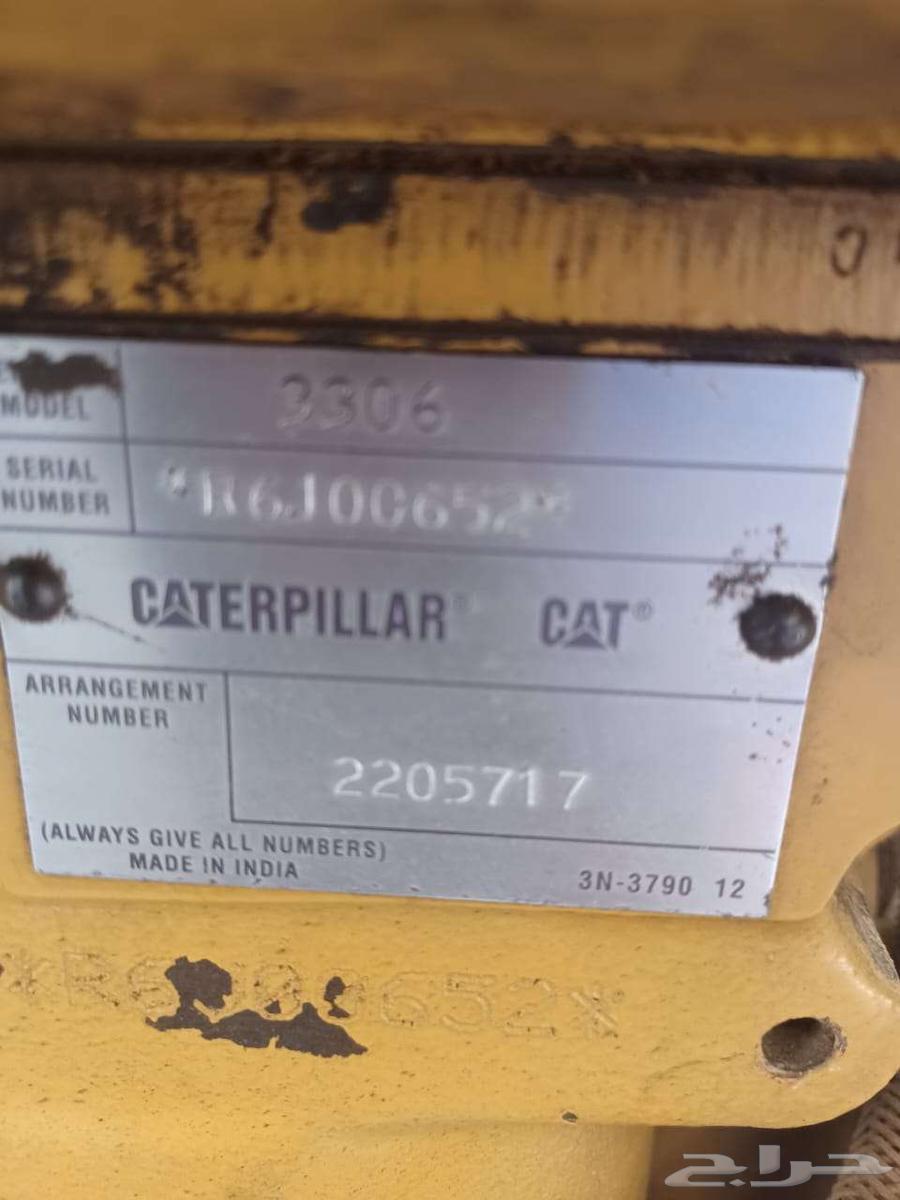 MODEL 3306
SERIAL NUMBER *R6J00652*
CATERPILLAR® CAT®
ARRANGEMENT NUMBER 2205717
(ALWAYS GIVE ALL NUMBERS)
MADE IN INDIA
3N-3790 12
*R6J00652*
حراج